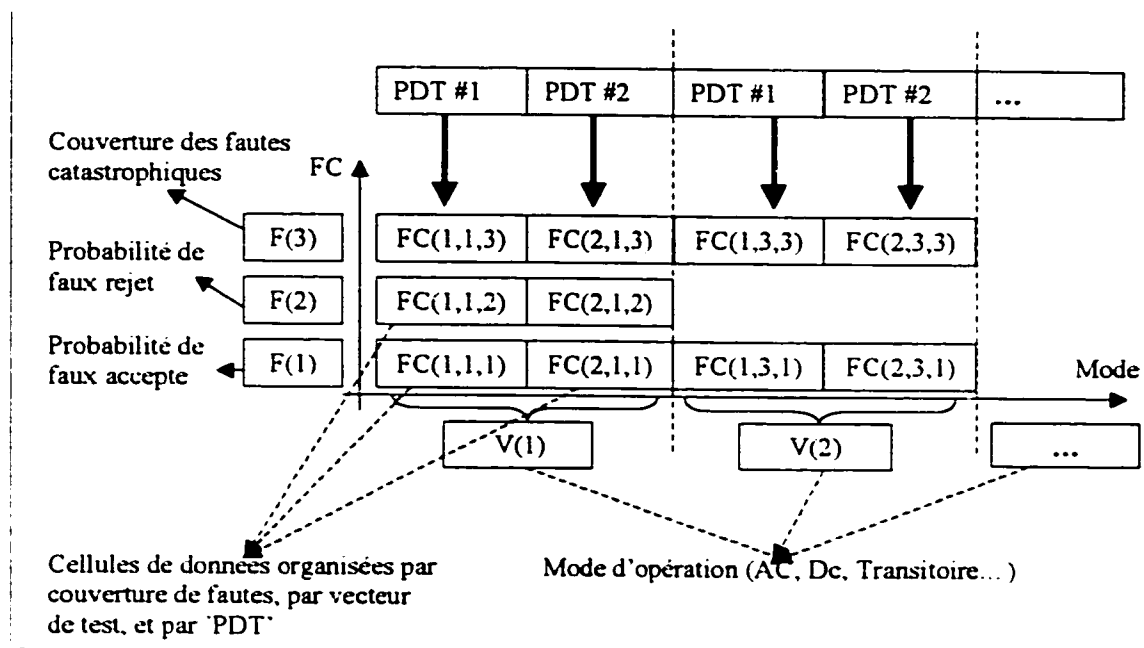 PDT #1 PDT #2 PDT #1 PDT #2 ...
Couverture des fautes
catastrophiques
FC
F(3) FC(1,1,3) FC(2,1,3) FC(1,3,3) FC(2,3,3)
Probabilité de
faux rejet
F(2) FC(1,1,2) FC(2,1,2)
Probabilité de
faux accepte
F(1) FC(1,1,1) FC(2,1,1) FC(1,3,1) FC(2,3,1)
Mode
V(1) V(2) ...
Cellules de données organisées par
couverture de fautes, par vecteur
de test, et par 'PDT'
Mode d'opération (AC, Dc, Transitoire... )